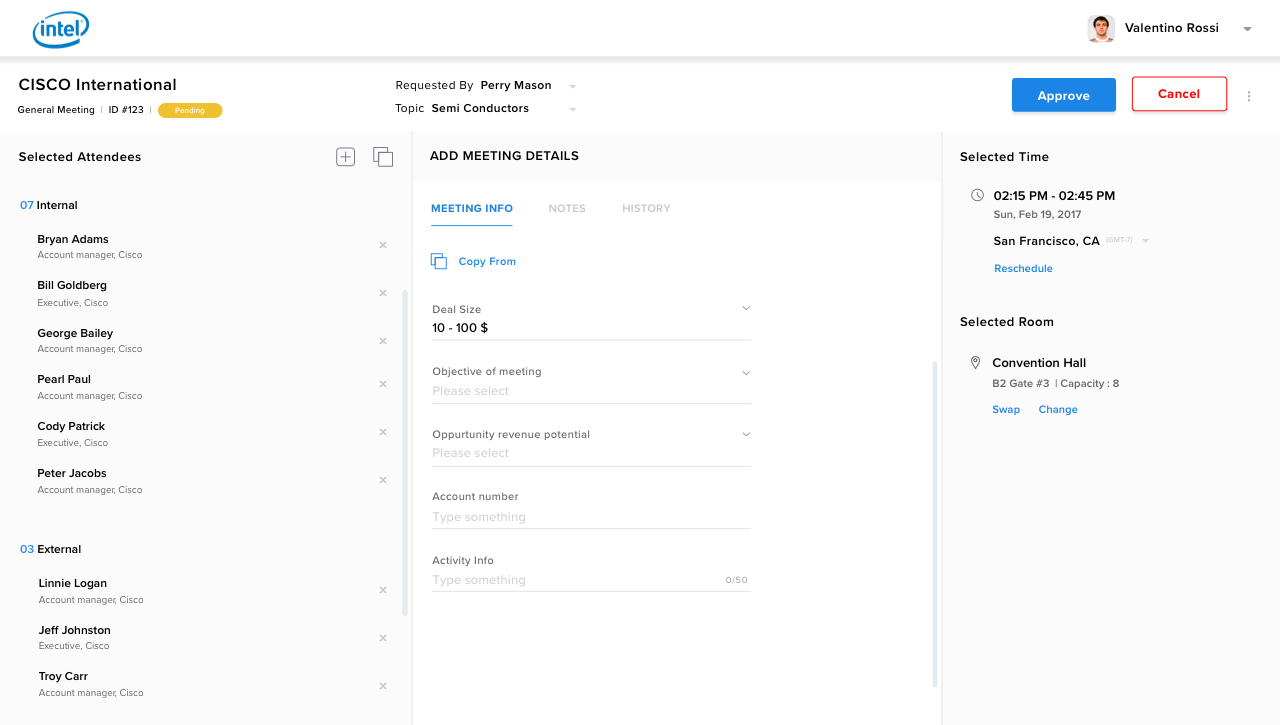 intel
Valentino Rossi
CISCO International
General Meeting | ID #123 | Pending
Requested By Perry Mason
Topic Semi Conductors
Approve
Cancel
Selected Attendees
07 Internal
Bryan Adams
Account manager, Cisco
Bill Goldberg
Executive, Cisco
George Bailey
Account manager, Cisco
Pearl Paul
Account manager, Cisco
Cody Patrick
Executive, Cisco
Peter Jacobs
Account manager, Cisco
03 External
Linnie Logan
Account manager, Cisco
Jeff Johnston
Executive, Cisco
Troy Carr
Account manager, Cisco
ADD MEETING DETAILS
MEETING INFO NOTES HISTORY
Copy From
Deal Size
10 - 100 $
Objective of meeting
Please select
Oppurtunity revenue potential
Please select
Account number
Type something
Activity Info
Type something 0/50
Selected Time
02:15 PM - 02:45 PM
Sun, Feb 19, 2017
San Francisco, CA (GMT-7)
Reschedule
Selected Room
Convention Hall
B2 Gate #3 | Capacity : 8
Swap Change